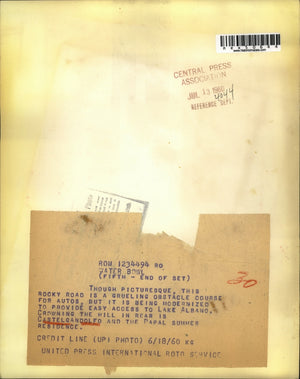 CENTRAL PRESS
ASSOCIATION
JUL 13 1960
4044
REFERENCE DEPT.
ROM 1234494 RO
WATER BOWL
(FIFTH - END OF SET)
THOUGH PICTURESQUE, THIS
ROCKY ROAD IS A GRUELING OBSTACLE COURSE
FOR AUTOS, BUT IT IS BEING MODERNIZED
TO PROVIDE EASY ACCESS TO LAKE ALBANO.
CROWNING THE HILL IN REAR IS
CASTELGANDOLFO AND THE PAPAL SUMMER
RESIDENCE.
30
CREDIT LINE (UPI PHOTO) 6/18/60 KM
UNITED PRESS INTERNATIONAL ROTO SERVICE